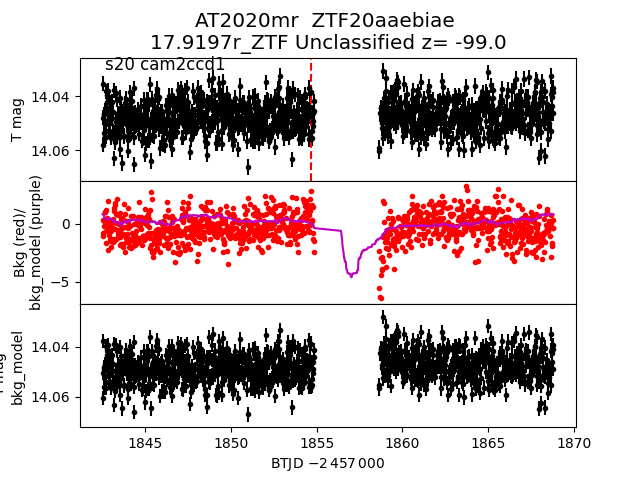 AT2020mr ZTF20aaebiae
17.9197r_ZTF Unclassified z= -99.0
s20 cam2ccd1
T mag
14.04
14.06
Bkg (red)/
bkg_model (purple)
0
−5
bkg_model
14.04
14.06
1845 1850 1855 1860 1865 1870
BTJD −2 457 000